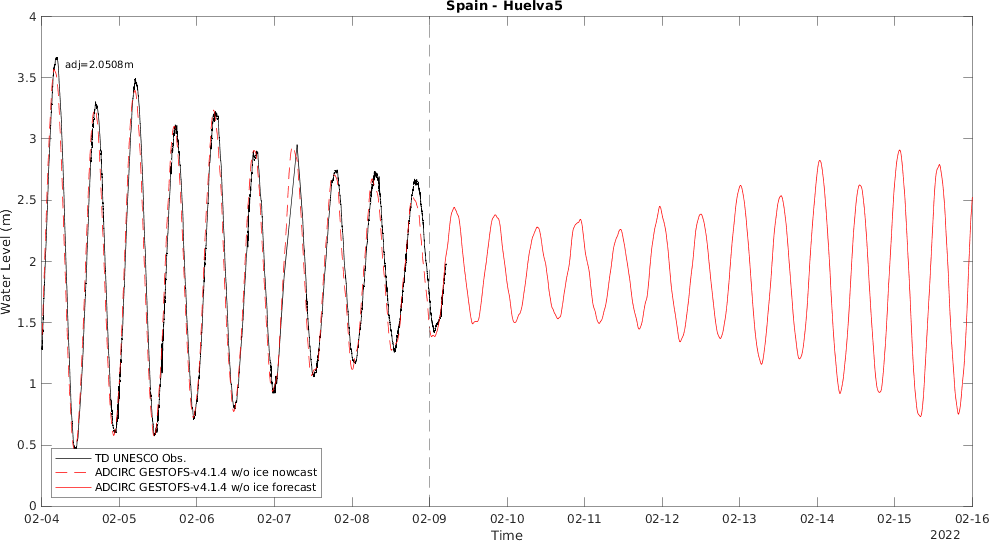 Spain - Huelva5
4
3.5
3
2.5
2
1.5
1
0.5
0
Water Level (m)
adj=2.0508m
TD UNESCO Obs.
ADCIRC GESTOFS-v4.1.4 w/o ice nowcast
ADCIRC GESTOFS-v4.1.4 w/o ice forecast
02-04 02-05 02-06 02-07 02-08 02-09 02-10 02-11 02-12 02-13 02-14 02-15 02-16
Time
2022